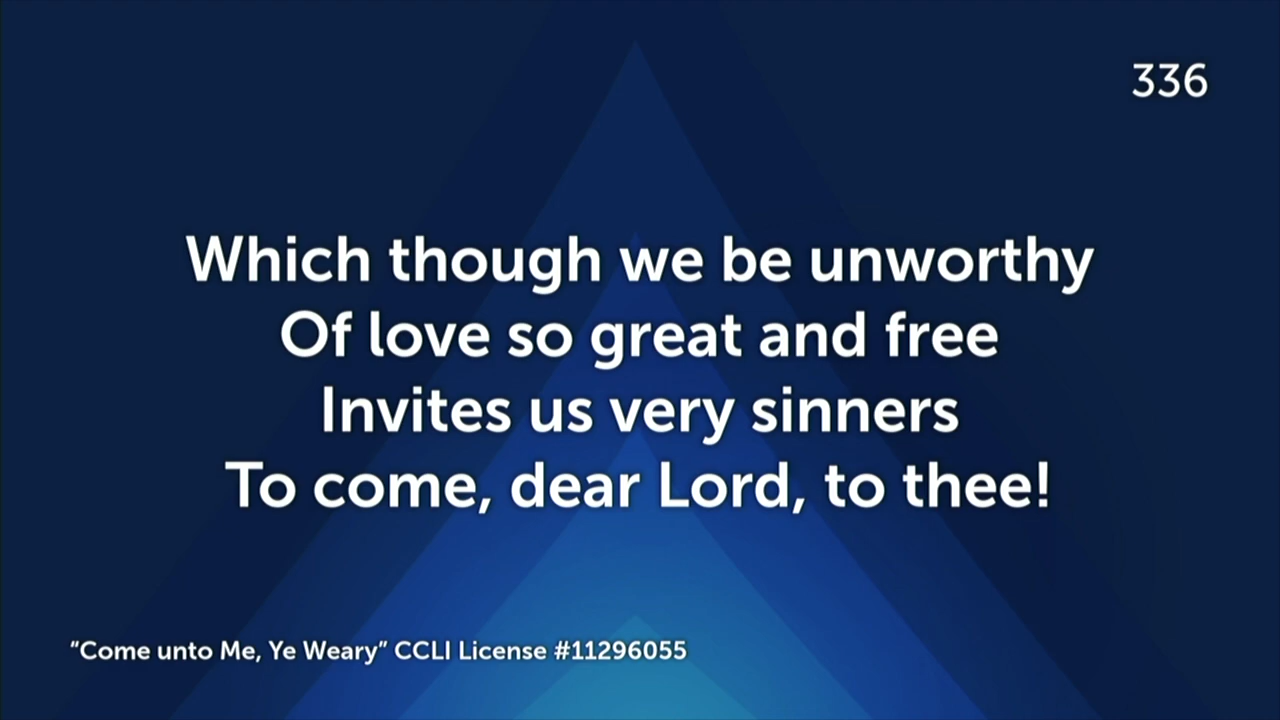 336
Which though we be unworthy
Of love so great and free
Invites us very sinners
To come, dear Lord, to thee!
“Come unto Me, Ye Weary” CCLI License #11296055